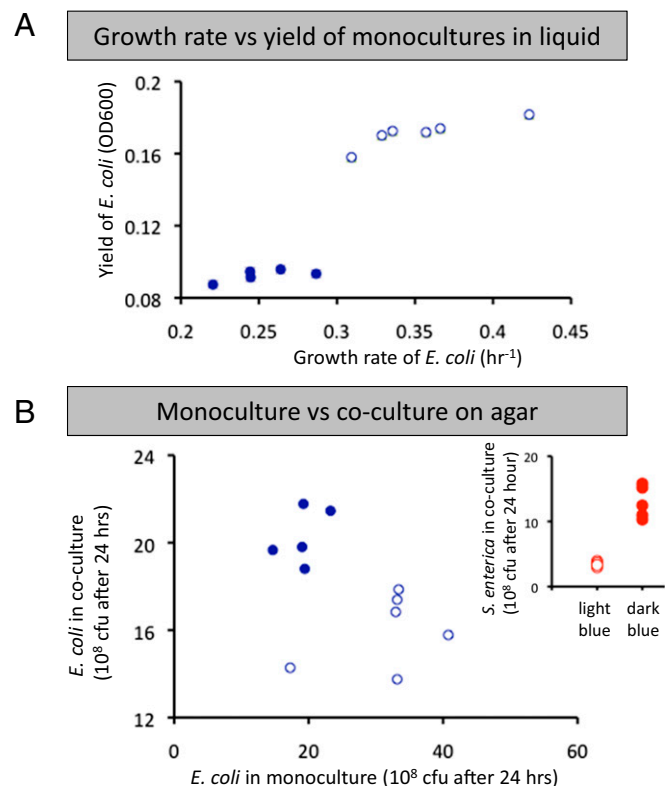 A
Growth rate vs yield of monocultures in liquid
Yield of E. coli (OD600)
0.2
0.16
0.12
0.08
0.2 0.25 0.3 0.35 0.4 0.45
Growth rate of E. coli (hr⁻¹)
B
Monoculture vs co-culture on agar
E. coli in co-culture
(10⁸ cfu after 24 hrs)
24
20
16
12
0 20 40 60
E. coli in monoculture (10⁸ cfu after 24 hrs)
S. enterica in co-culture
(10⁸ cfu after 24 hour)
20
10
0
light dark
blue blue